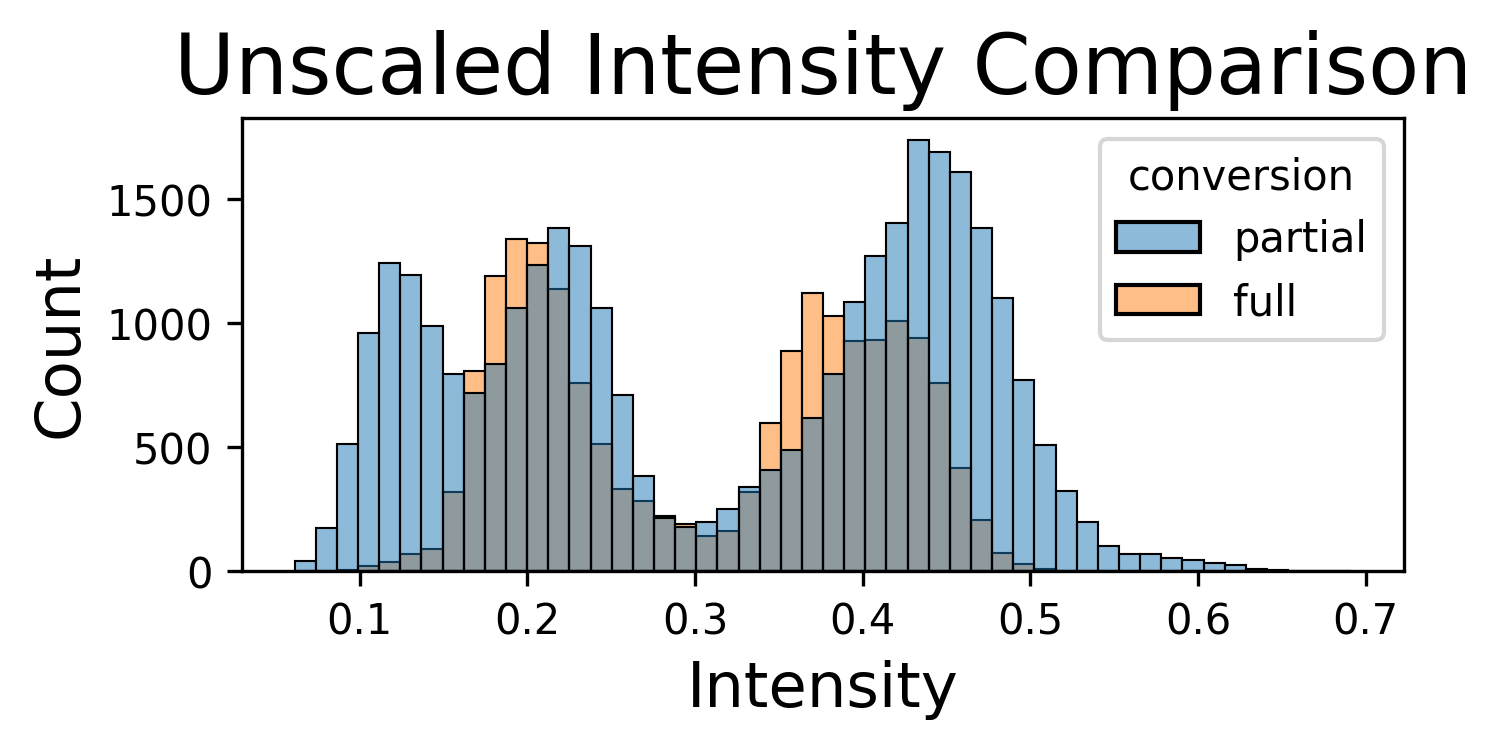 Unscaled Intensity Comparison
1500
1000
500
0
Count
conversion
partial
full
0.1 0.2 0.3 0.4 0.5 0.6 0.7
Intensity